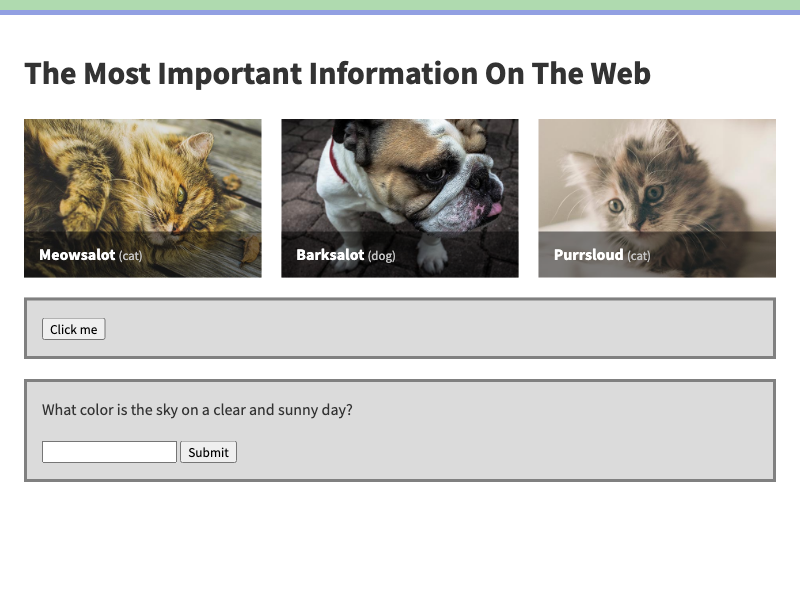 The Most Important Information On The Web
Meowsalot (cat)
Barksalot (dog)
Purrsloud (cat)
Click me
What color is the sky on a clear and sunny day?
Submit